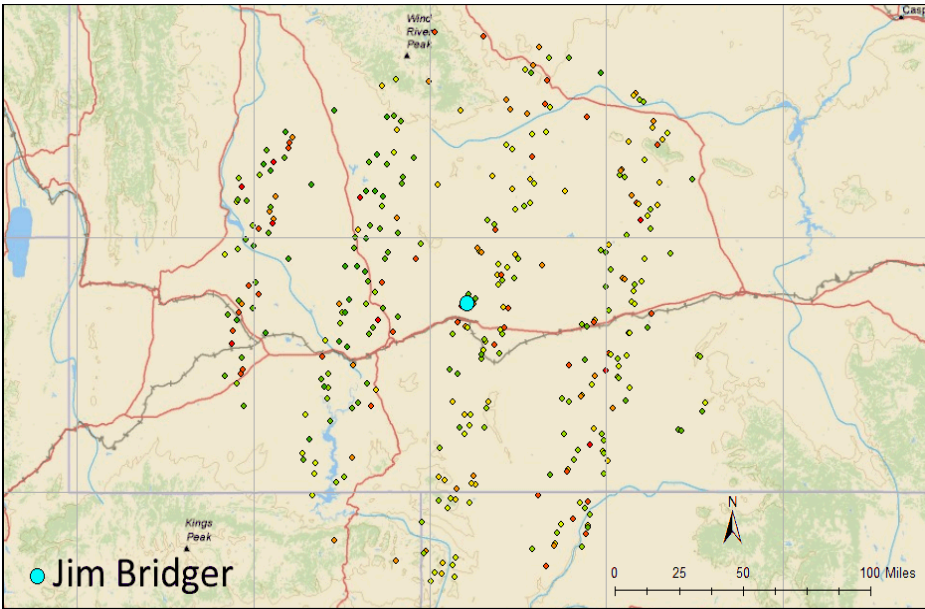 Wind
River
Peak
Casp
Kings
Peak
N
Jim Bridger
0 25 50 100 Miles